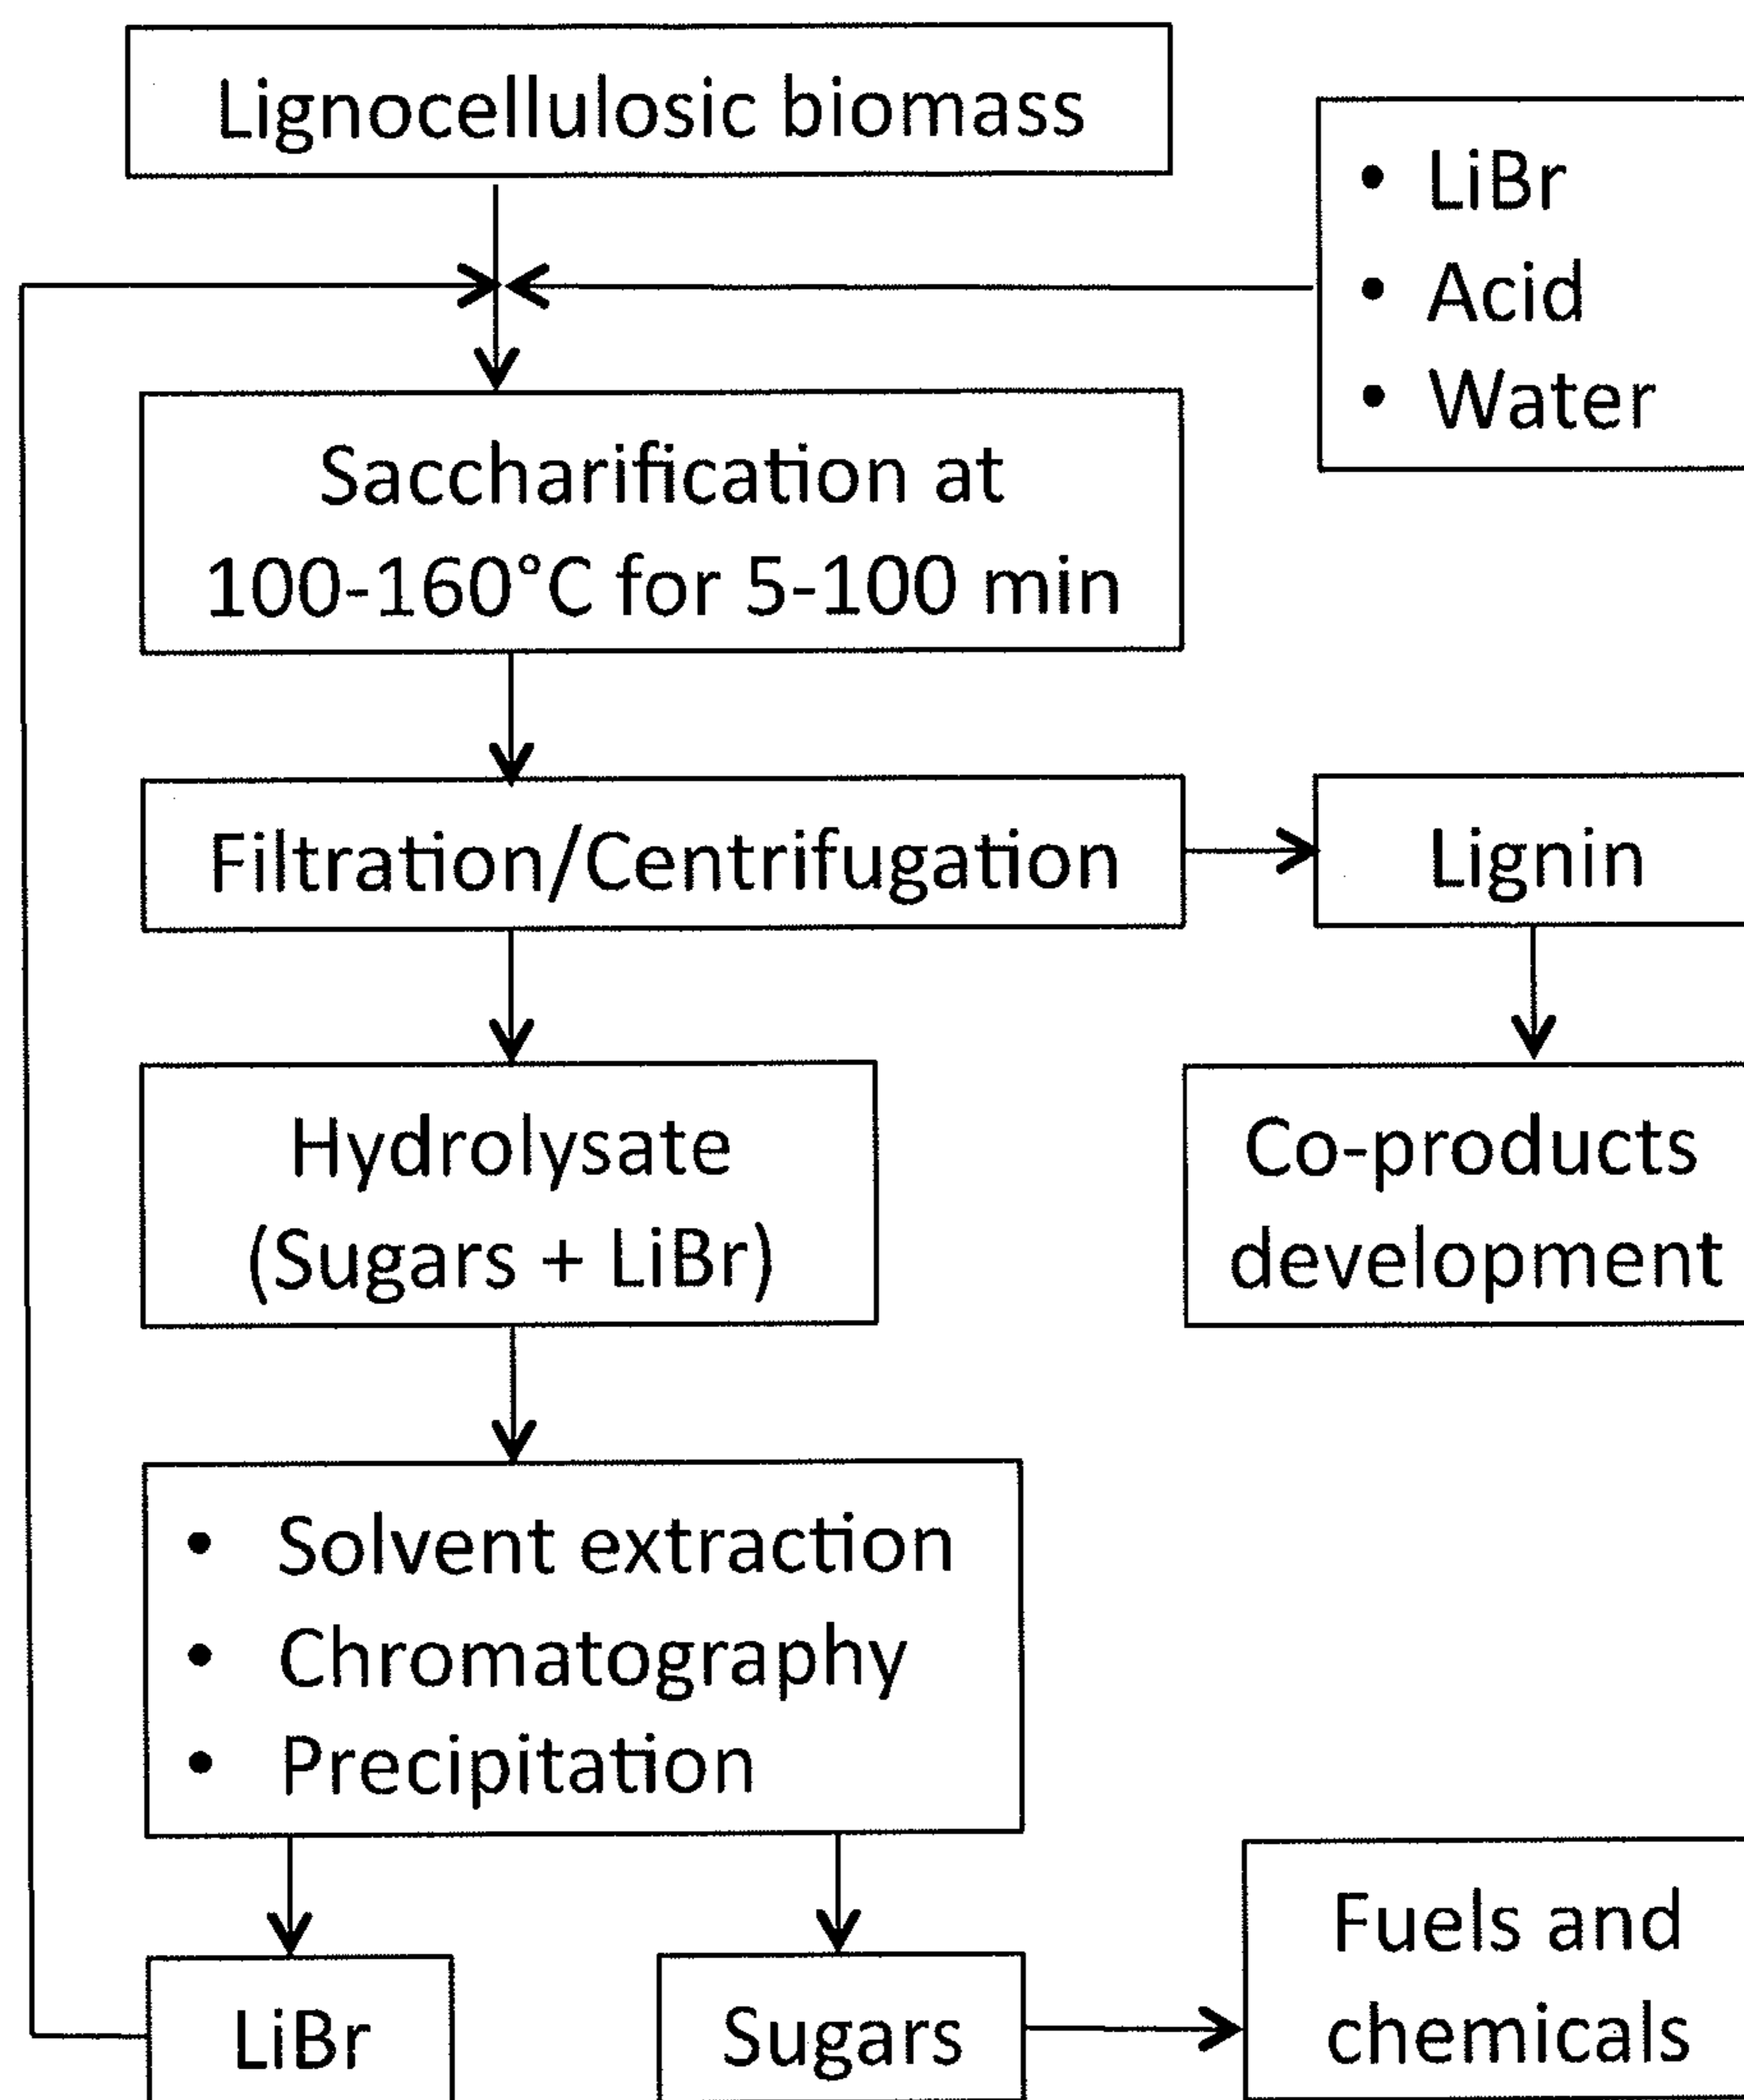 Lignocellulosic biomass
• LiBr
• Acid
• Water
Saccharification at
100-160°C for 5-100 min
Filtration/Centrifugation
Lignin
Hydrolysate
(Sugars + LiBr)
Co-products
development
• Solvent extraction
• Chromatography
• Precipitation
LiBr
Sugars
Fuels and
chemicals